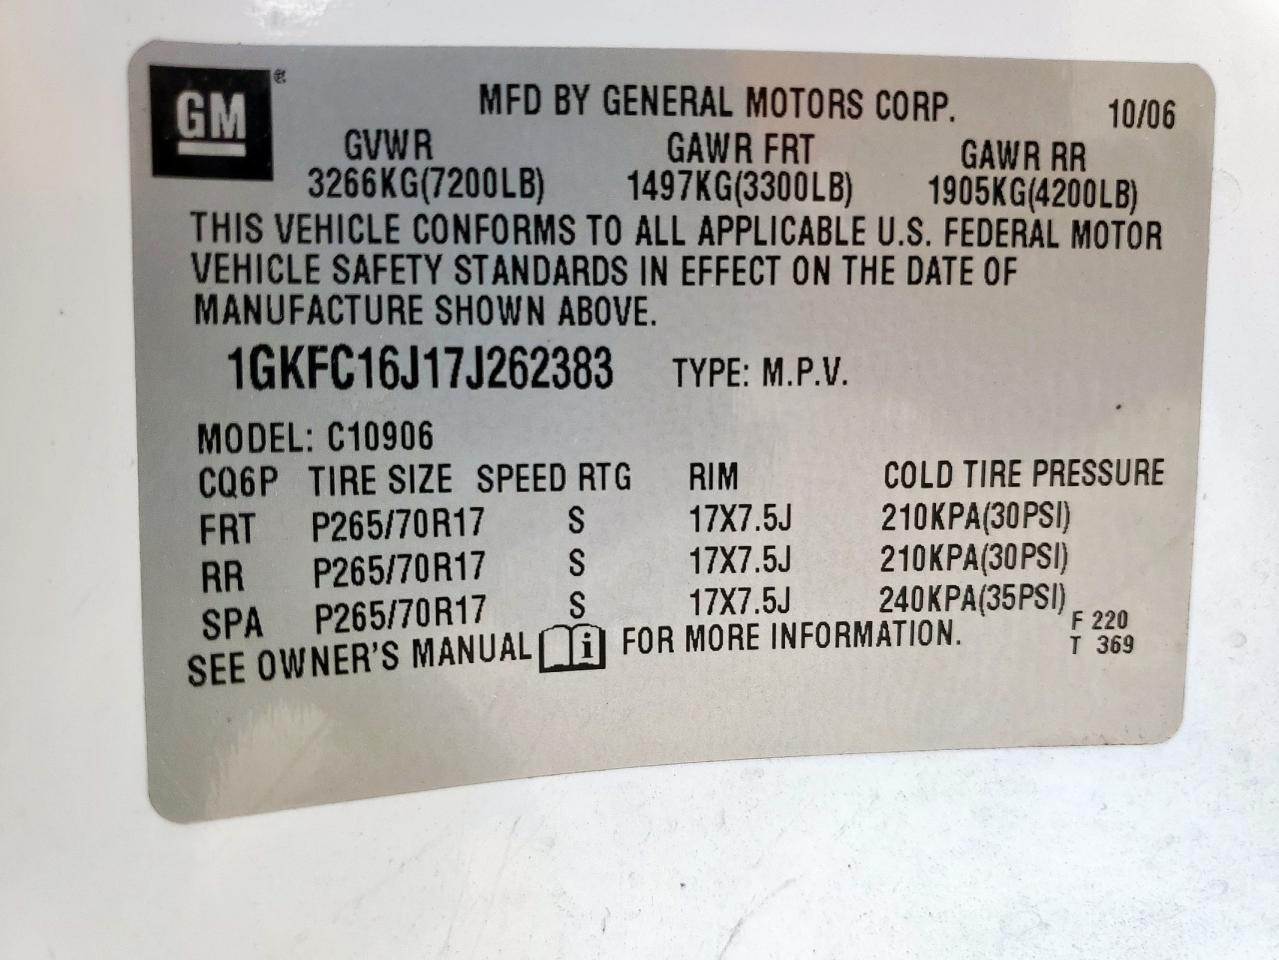 GM®
MFD BY GENERAL MOTORS CORP. 10/06
GVWR GAWR FRT GAWR RR
3266KG(7200LB) 1497KG(3300LB) 1905KG(4200LB)
THIS VEHICLE CONFORMS TO ALL APPLICABLE U.S. FEDERAL MOTOR
VEHICLE SAFETY STANDARDS IN EFFECT ON THE DATE OF
MANUFACTURE SHOWN ABOVE.
1GKFC16J17J262383 TYPE: M.P.V.
MODEL: C10906
CQ6P TIRE SIZE SPEED RTG RIM COLD TIRE PRESSURE
FRT P265/70R17 S 17X7.5J 210KPA(30PSI)
RR P265/70R17 S 17X7.5J 210KPA(30PSI)
SPA P265/70R17 S 17X7.5J 240KPA(35PSI)
SEE OWNER'S MANUAL i FOR MORE INFORMATION.
F 220
T 369